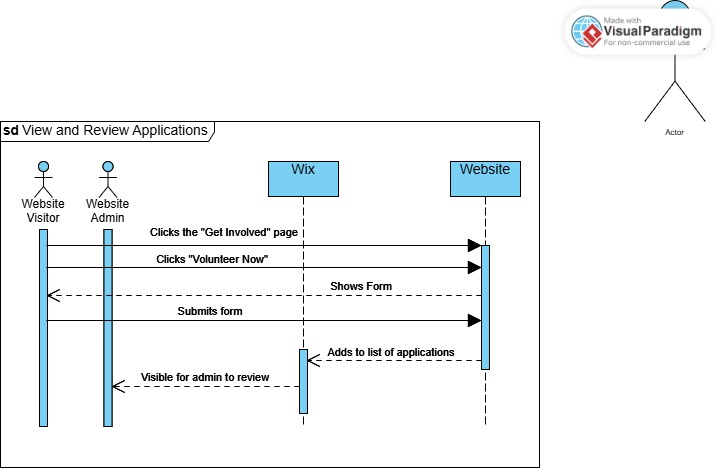 Made with
VisualParadigm
For non-commercial use
Actor
sd View and Review Applications
Website
Visitor
Website
Admin
Wix
Website
Clicks the "Get Involved" page
Clicks "Volunteer Now"
Shows Form
Submits form
Adds to list of applications
Visible for admin to review